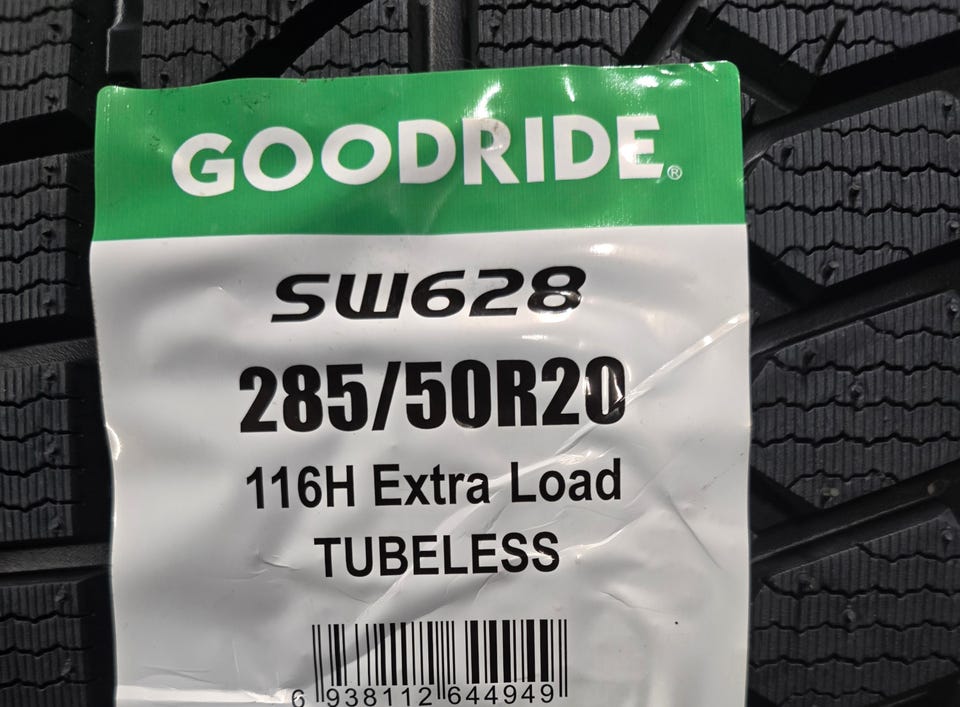 GOODRIDE®
SW628
285/50R20
116H Extra Load
TUBELESS
6 938112 644949